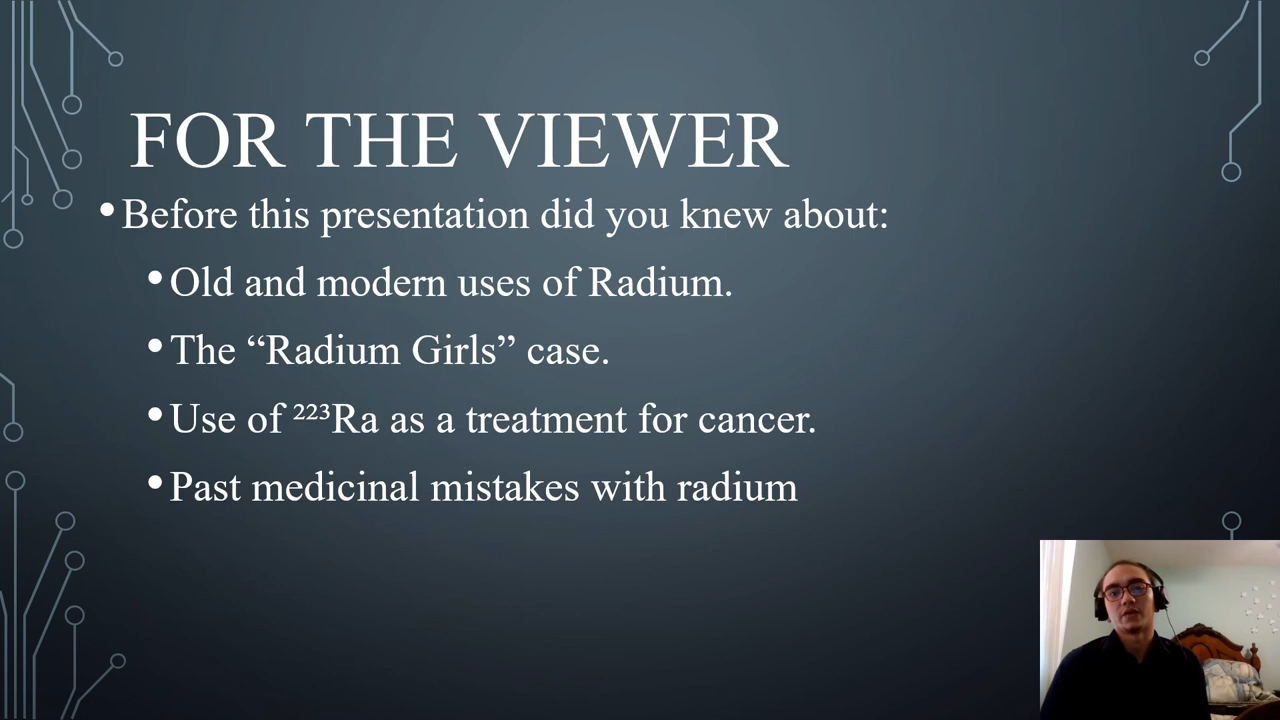 FOR THE VIEWER
• Before this presentation did you knew about:
• Old and modern uses of Radium.
• The “Radium Girls” case.
• Use of ²²³Ra as a treatment for cancer.
• Past medicinal mistakes with radium